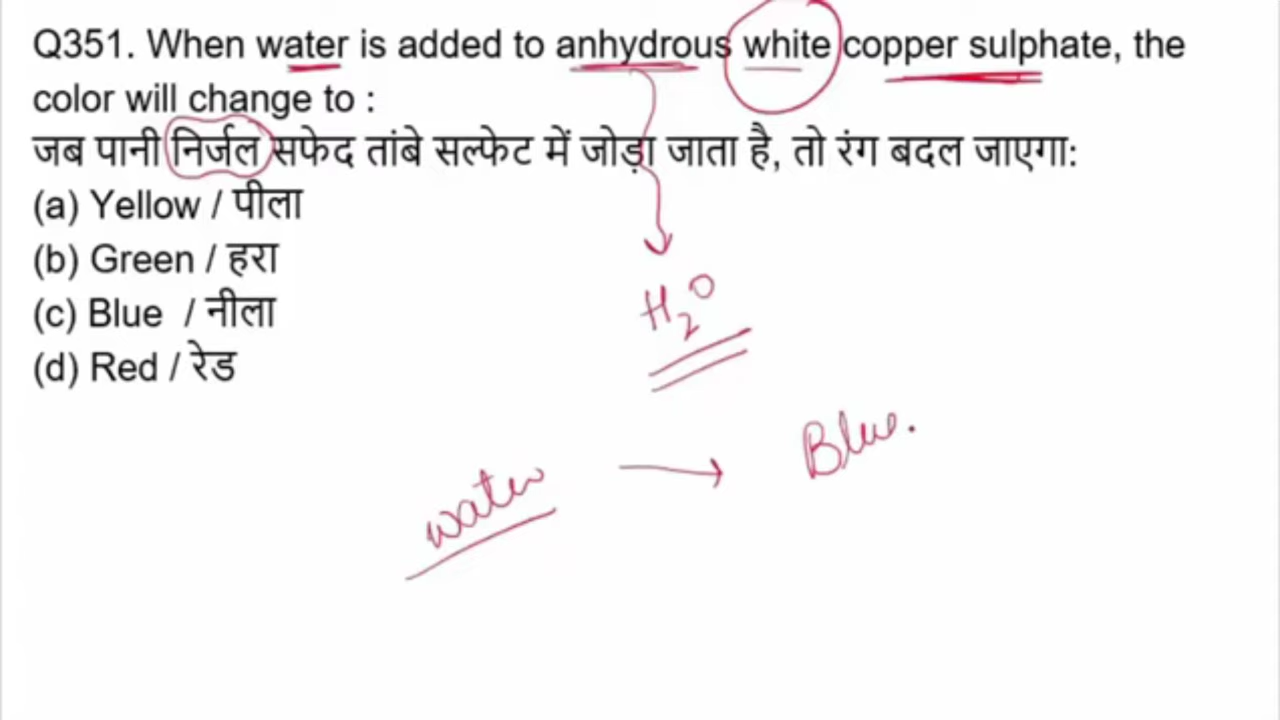 Q351. When water is added to anhydrous white copper sulphate, the
color will change to :
जब पानी निर्जल सफेद तांबे सल्फेट में जोड़ा जाता है, तो रंग बदल जाएगा:
(a) Yellow / पीला
(b) Green / हरा
(c) Blue / नीला
(d) Red / रेड
H2O
water → Blue.